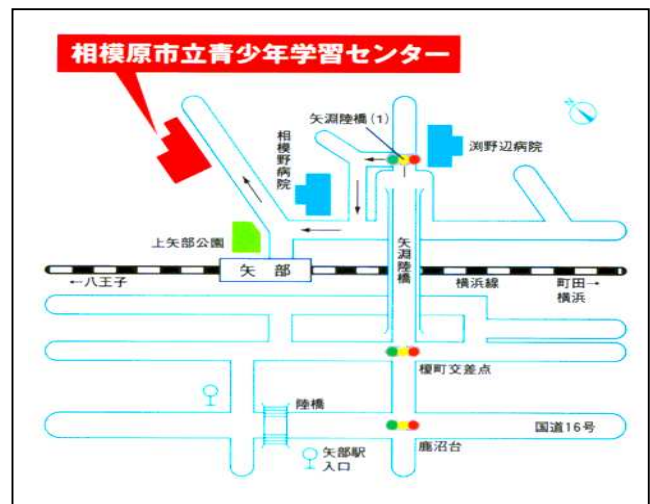 相模原市立青少年学習センター
矢淵陸橋(1)
渕野辺病院
相模野病院
上矢部公園
矢部
矢淵陸橋
←八王子
横浜線
町田→
横浜
榎町交差点
陸橋
国道16号
矢部駅
入口
鹿沼台